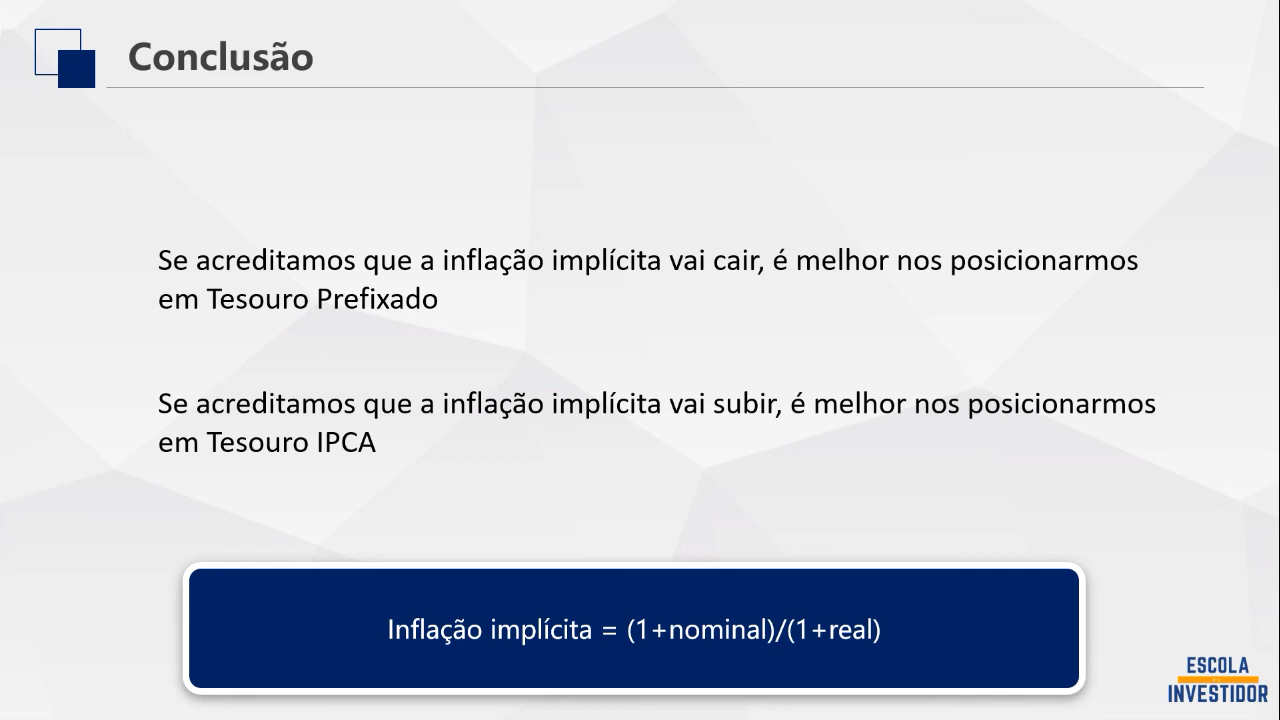 Conclusão
Se acreditamos que a inflação implícita vai cair, é melhor nos posicionarmos
em Tesouro Prefixado
Se acreditamos que a inflação implícita vai subir, é melhor nos posicionarmos
em Tesouro IPCA
Inflação implícita = (1+nominal)/(1+real)
ESCOLA
INVESTIDOR